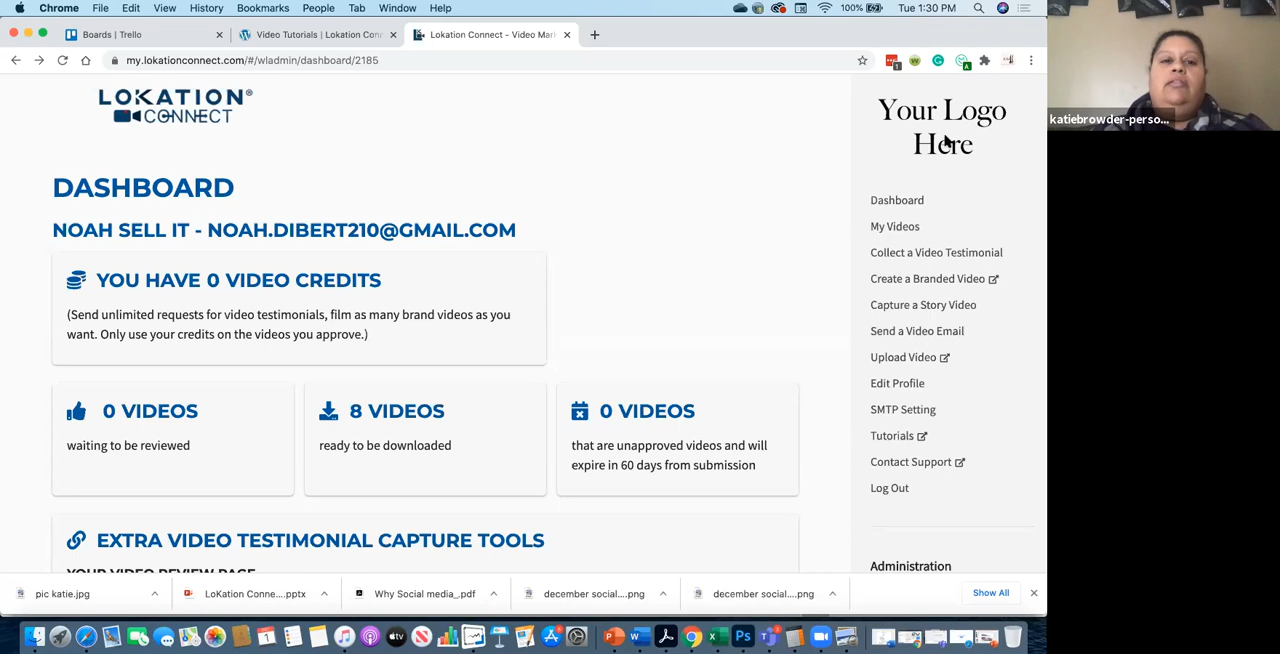 Chrome File Edit View History Bookmarks People Tab Window Help 100% Tue 1:30 PM
Boards | Trello
Video Tutorials | Lokation Con
Lokation Connect - Video Mar
my.lokationconnect.com/#/wladmin/dashboard/2185
katiebrowder-perso...
LOKATION®
CONNECT
Your Logo
Here
DASHBOARD
NOAH SELL IT - NOAH.DIBERT210@GMAIL.COM
YOU HAVE 0 VIDEO CREDITS
(Send unlimited requests for video testimonials, film as many brand videos as you
want. Only use your credits on the videos you approve.)
0 VIDEOS
waiting to be reviewed
8 VIDEOS
ready to be downloaded
0 VIDEOS
that are unapproved videos and will
expire in 60 days from submission
EXTRA VIDEO TESTIMONIAL CAPTURE TOOLS
YOUR VIDEO REVIEW PAGE
Dashboard
My Videos
Collect a Video Testimonial
Create a Branded Video
Capture a Story Video
Send a Video Email
Upload Video
Edit Profile
SMTP Setting
Tutorials
Contact Support
Log Out
Administration
pic katie.jpg
LoKation Conne....pptx
Why Social media_.pdf
december social....png
december social....png
Show All